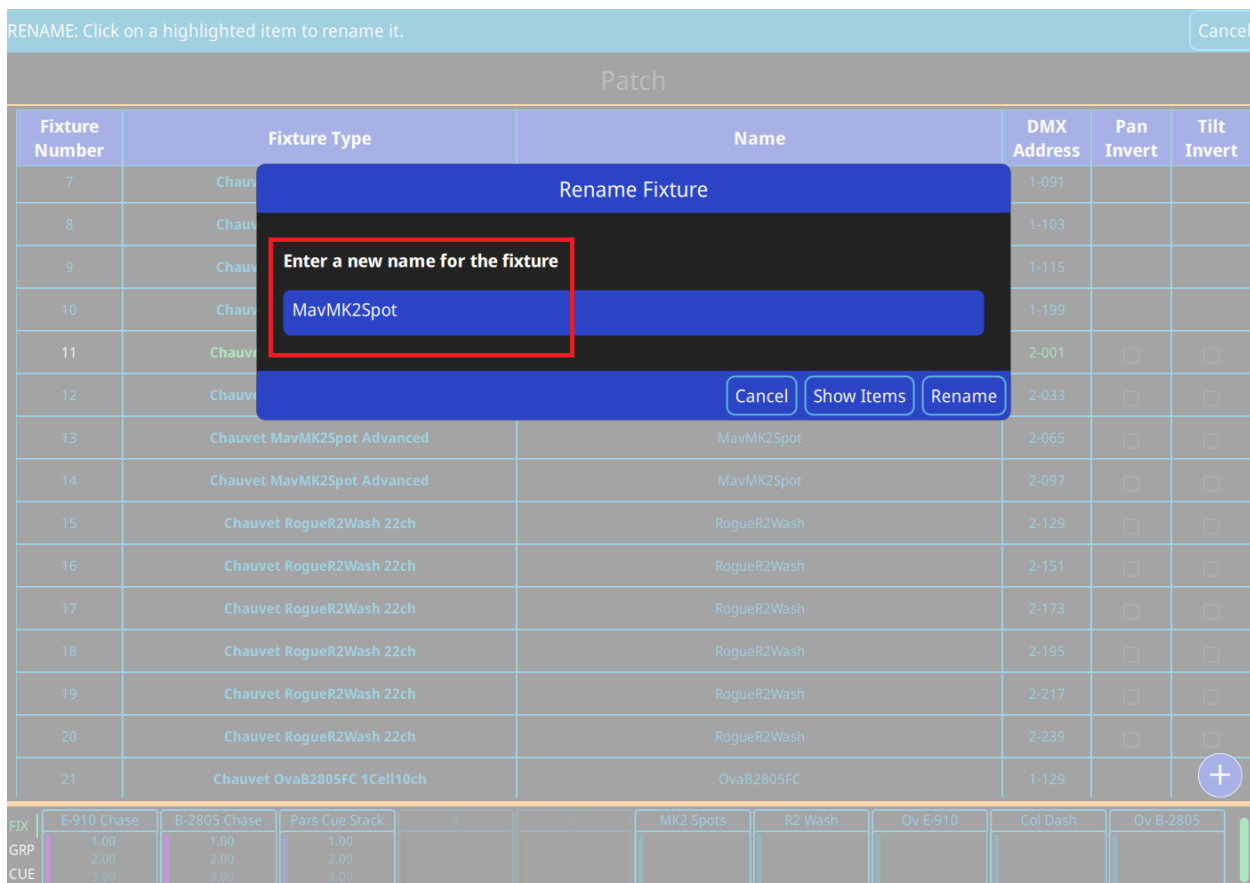 RENAME: Click on a highlighted item to rename it. Cancel
Patch
Fixture Number Fixture Type Name DMX Address Pan Invert Tilt Invert
7 Chauv 1-091
8 Chauv 1-103
9 Chauv 1-115
10 Chauv 1-199
11 Chauve 2-001
12 Chauve 2-033
Rename Fixture
Enter a new name for the fixture
MavMK2Spot
Cancel Show Items Rename
13 Chauvet MavMK2Spot Advanced MavMK2Spot 2-065
14 Chauvet MavMK2Spot Advanced MavMK2Spot 2-097
15 Chauvet RogueR2Wash 22ch RogueR2Wash 2-129
16 Chauvet RogueR2Wash 22ch RogueR2Wash 2-151
17 Chauvet RogueR2Wash 22ch RogueR2Wash 2-173
18 Chauvet RogueR2Wash 22ch RogueR2Wash 2-195
19 Chauvet RogueR2Wash 22ch RogueR2Wash 2-217
20 Chauvet RogueR2Wash 22ch RogueR2Wash 2-239
21 Chauvet OvaB2805FC 1Cell10ch OvaB2805FC 1-129
FIX E-910 Chase B-2805 Chase Pars Cue Stack 4 5 MK2 Spots R2 Wash Ov E-910 Col Dash Ov B-2805
GRP 1.00 1.00 1.00
2.00 2.00 2.00
CUE 3.00 3.00 3.00